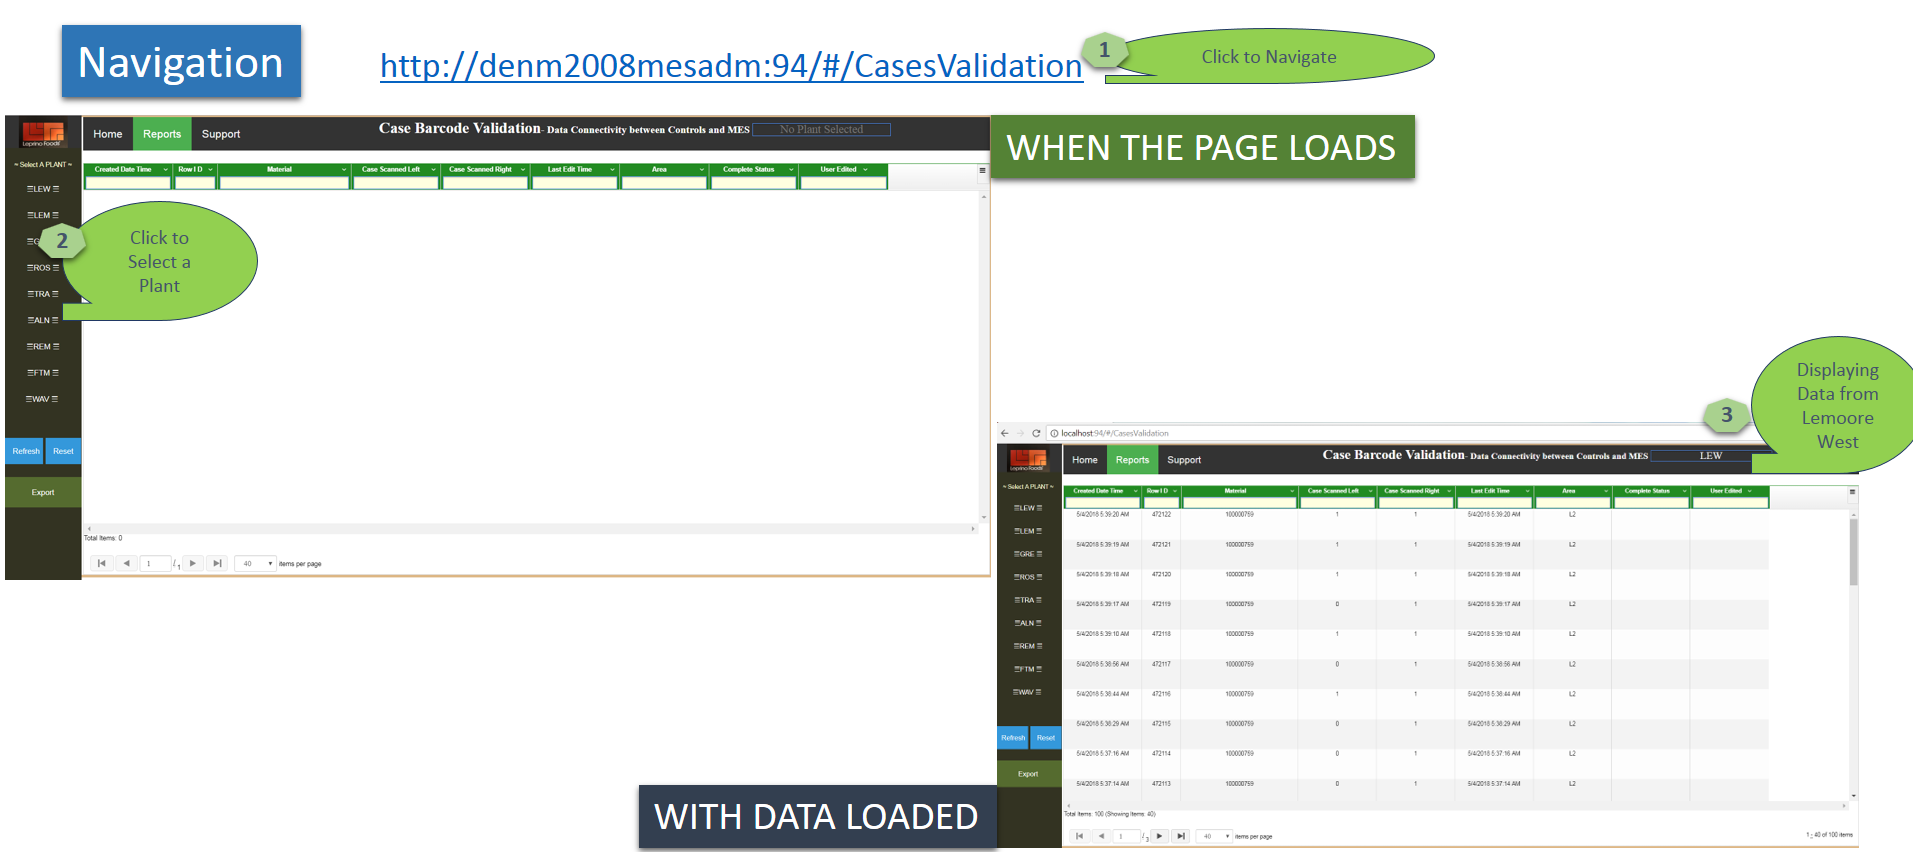 Navigation
http://denm2008mesadm:94/#/CasesValidation
1
Click to Navigate
Leprino Foods
Home Reports Support
Case Barcode Validation- Data Connectivity between Controls and MES No Plant Selected
WHEN THE PAGE LOADS
~ Select A PLANT ~
Created Date Time Row I D Material Case Scanned Left Case Scanned Right Last Edit Time Area Complete Status User Edited
☰LEW☰
☰LEM☰
☰G
2
Click to
Select a
Plant
☰ROS☰
☰TRA☰
☰ALN☰
☰REM☰
☰FTM☰
☰WAV☰
Refresh Reset
Export
Total Items: 0
1 / 1 40 items per page
3
Displaying
Data from
Lemoore
West
localhost:94/#/CasesValidation
Leprino Foods
Home Reports Support
Case Barcode Validation- Data Connectivity between Controls and MES LEW
~ Select A PLANT ~
Created Date Time Row I D Material Case Scanned Left Case Scanned Right Last Edit Time Area Complete Status User Edited
☰LEW☰
☰LEM☰
☰GRE☰
☰ROS☰
☰TRA☰
☰ALN☰
☰REM☰
☰FTM☰
☰WAV☰
Refresh Reset
Export
5/4/2018 5:39:20 AM 472122 100000759 1 1 5/4/2018 5:39:20 AM L2
5/4/2018 5:39:19 AM 472121 100000759 1 1 5/4/2018 5:39:19 AM L2
5/4/2018 5:39:18 AM 472120 100000759 1 1 5/4/2018 5:39:18 AM L2
5/4/2018 5:39:17 AM 472119 100000759 0 1 5/4/2018 5:39:17 AM L2
5/4/2018 5:39:10 AM 472118 100000759 1 1 5/4/2018 5:39:10 AM L2
5/4/2018 5:38:56 AM 472117 100000759 0 1 5/4/2018 5:38:56 AM L2
5/4/2018 5:38:44 AM 472116 100000759 1 1 5/4/2018 5:38:44 AM L2
5/4/2018 5:38:29 AM 472115 100000759 0 1 5/4/2018 5:38:29 AM L2
5/4/2018 5:37:16 AM 472114 100000759 0 1 5/4/2018 5:37:16 AM L2
5/4/2018 5:37:14 AM 472113 100000759 0 1 5/4/2018 5:37:14 AM L2
Total Items: 100 (Showing Items: 40)
1 / 3 40 items per page
1 - 40 of 100 items
WITH DATA LOADED